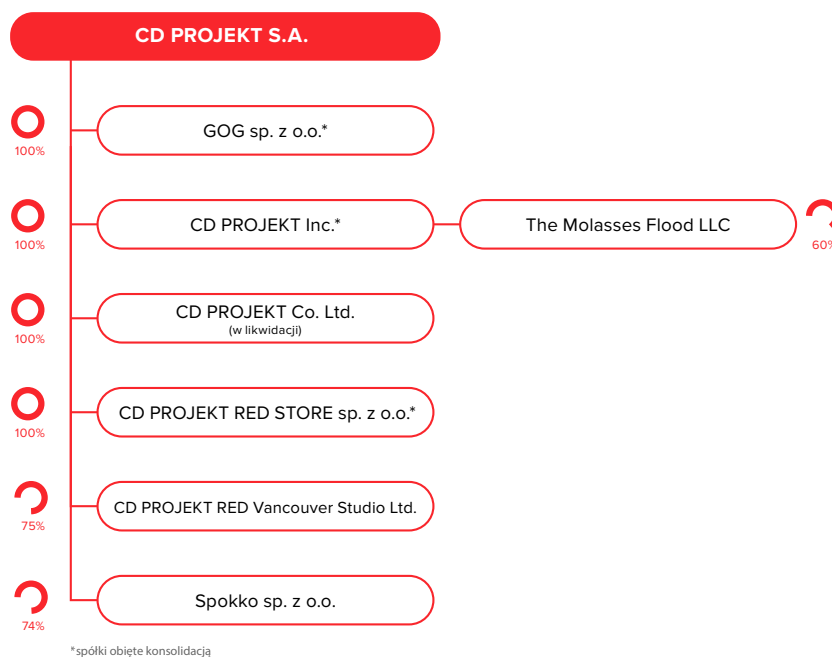 CD PROJEKT S.A.
GOG sp. z o.o.*
100%
CD PROJEKT Inc.*
100%
The Molasses Flood LLC
60%
CD PROJEKT Co. Ltd.
(w likwidacji)
100%
CD PROJEKT RED STORE sp. z o.o.*
100%
CD PROJEKT RED Vancouver Studio Ltd.
75%
Spokko sp. z o.o.
74%
*spółki objęte konsolidacją